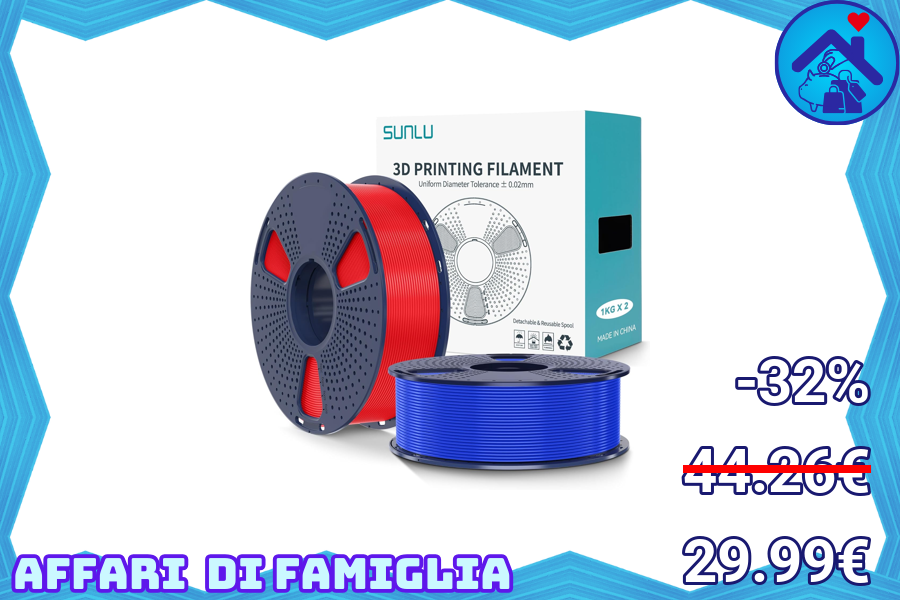 SUNLU
3D PRINTING FILAMENT
Uniform Diameter Tolerance ± 0.02mm
Detachable & Reusable Spool
1KG X 2
MADE IN CHINA
-32%
44.26€
29.99€
AFFARI DI FAMIGLIA